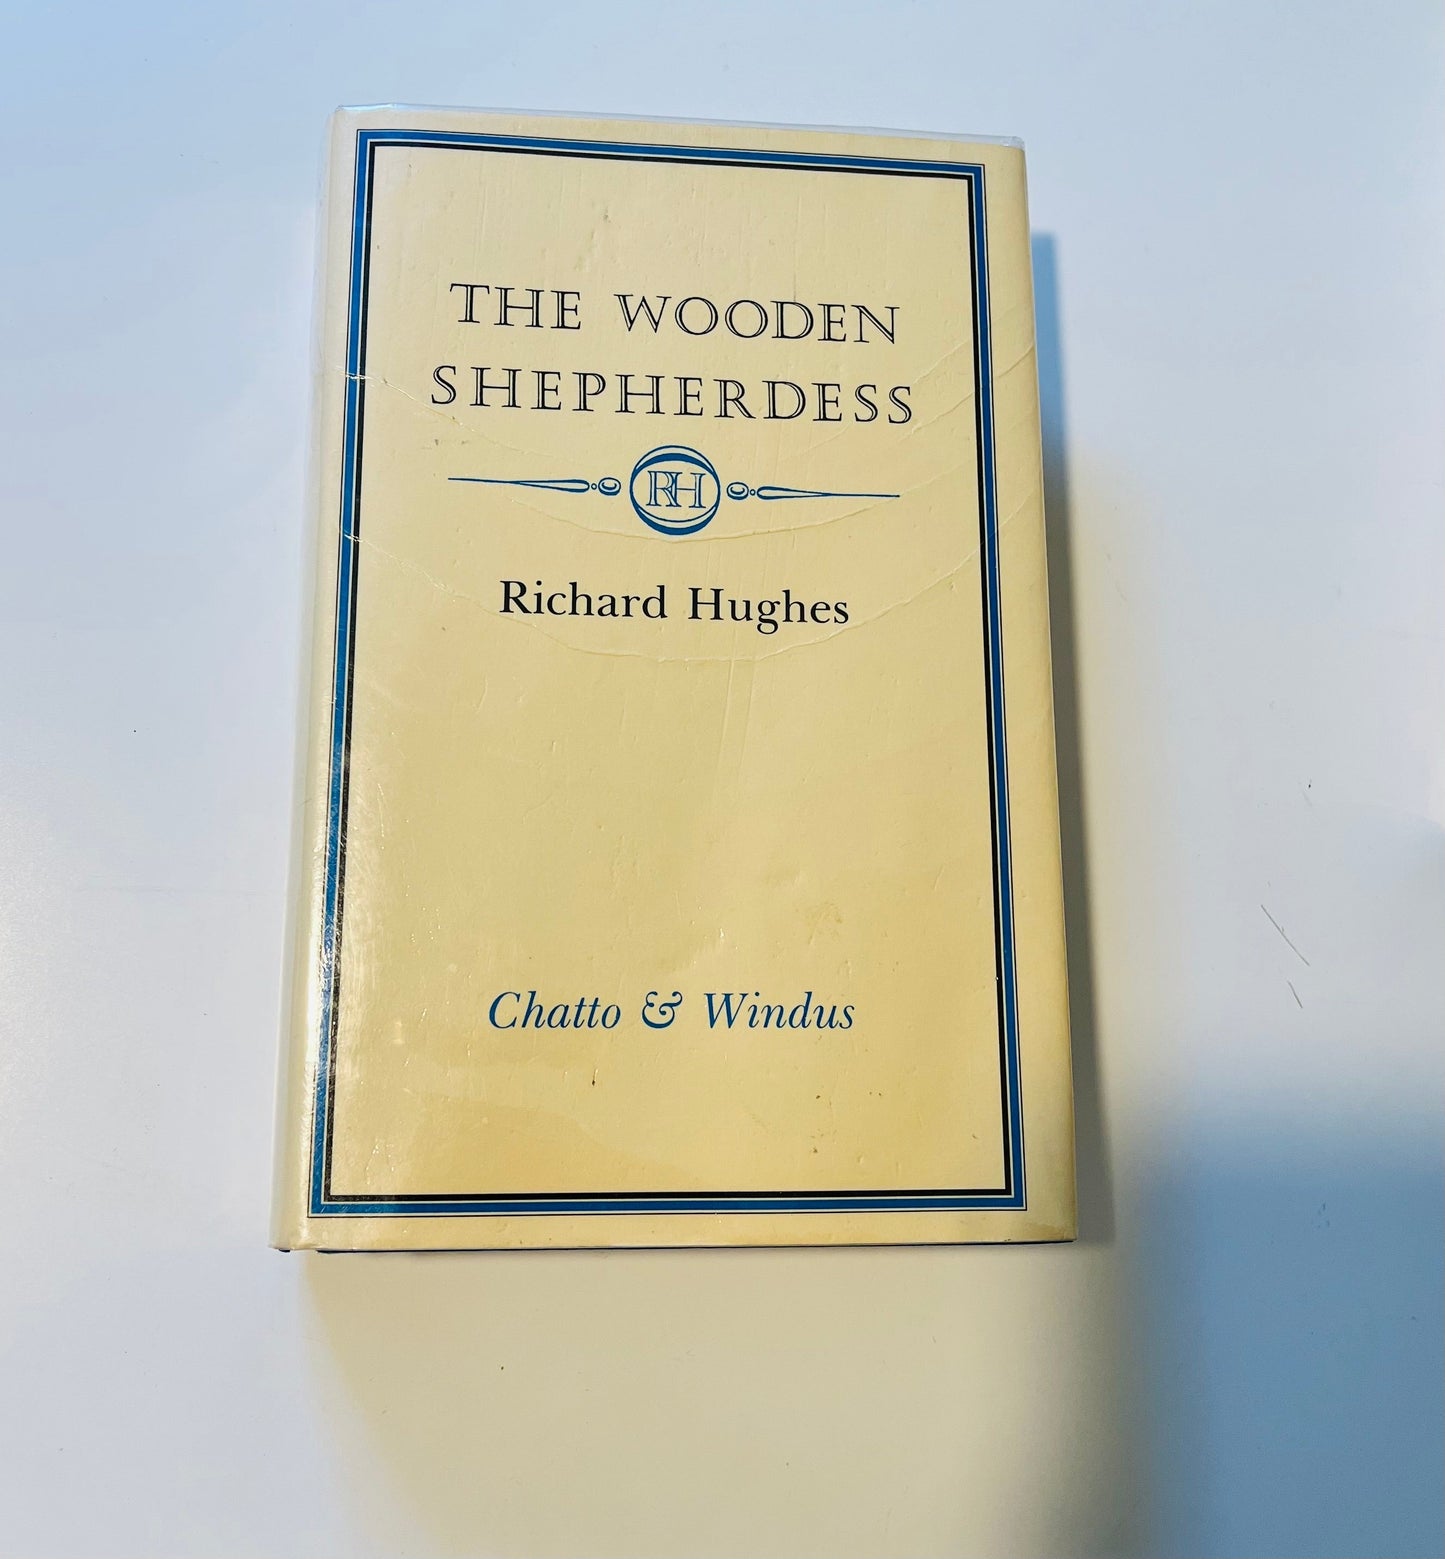 THE WOODEN
SHEPHERDESS
RH
Richard Hughes
Chatto & Windus